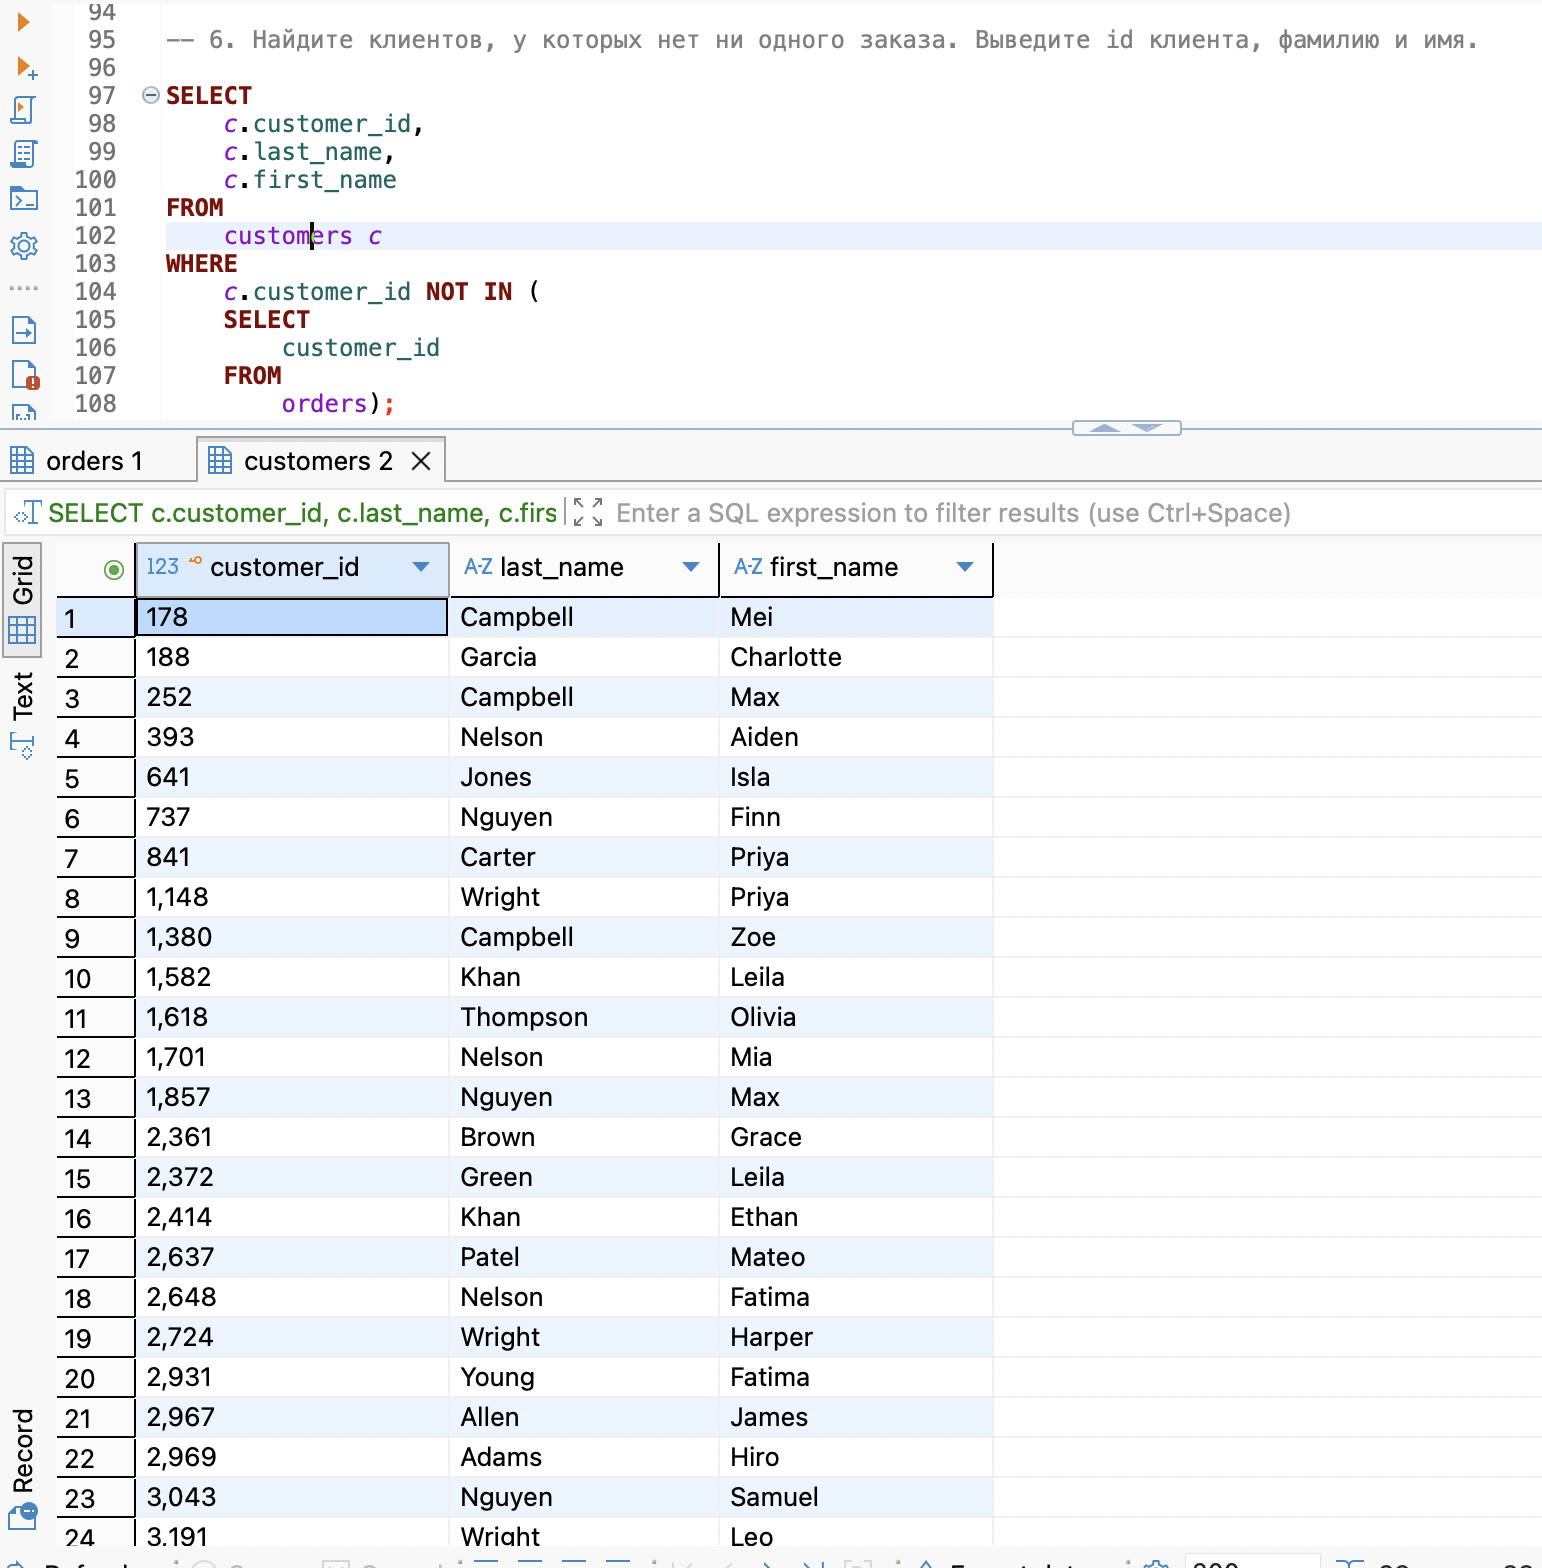 94
95 -- 6. Найдите клиентов, у которых нет ни одного заказа. Выведите id клиента, фамилию и имя.
96
97 SELECT
98 c.customer_id,
99 c.last_name,
100 c.first_name
101 FROM
102 customers c
103 WHERE
104 c.customer_id NOT IN (
105 SELECT
106 customer_id
107 FROM
108 orders);
orders 1 customers 2
SELECT c.customer_id, c.last_name, c.firs Enter a SQL expression to filter results (use Ctrl+Space)
Grid
Text
Record
123 customer_id A-Z last_name A-Z first_name
1 178 Campbell Mei
2 188 Garcia Charlotte
3 252 Campbell Max
4 393 Nelson Aiden
5 641 Jones Isla
6 737 Nguyen Finn
7 841 Carter Priya
8 1,148 Wright Priya
9 1,380 Campbell Zoe
10 1,582 Khan Leila
11 1,618 Thompson Olivia
12 1,701 Nelson Mia
13 1,857 Nguyen Max
14 2,361 Brown Grace
15 2,372 Green Leila
16 2,414 Khan Ethan
17 2,637 Patel Mateo
18 2,648 Nelson Fatima
19 2,724 Wright Harper
20 2,931 Young Fatima
21 2,967 Allen James
22 2,969 Adams Hiro
23 3,043 Nguyen Samuel
24 3,191 Wright Leo